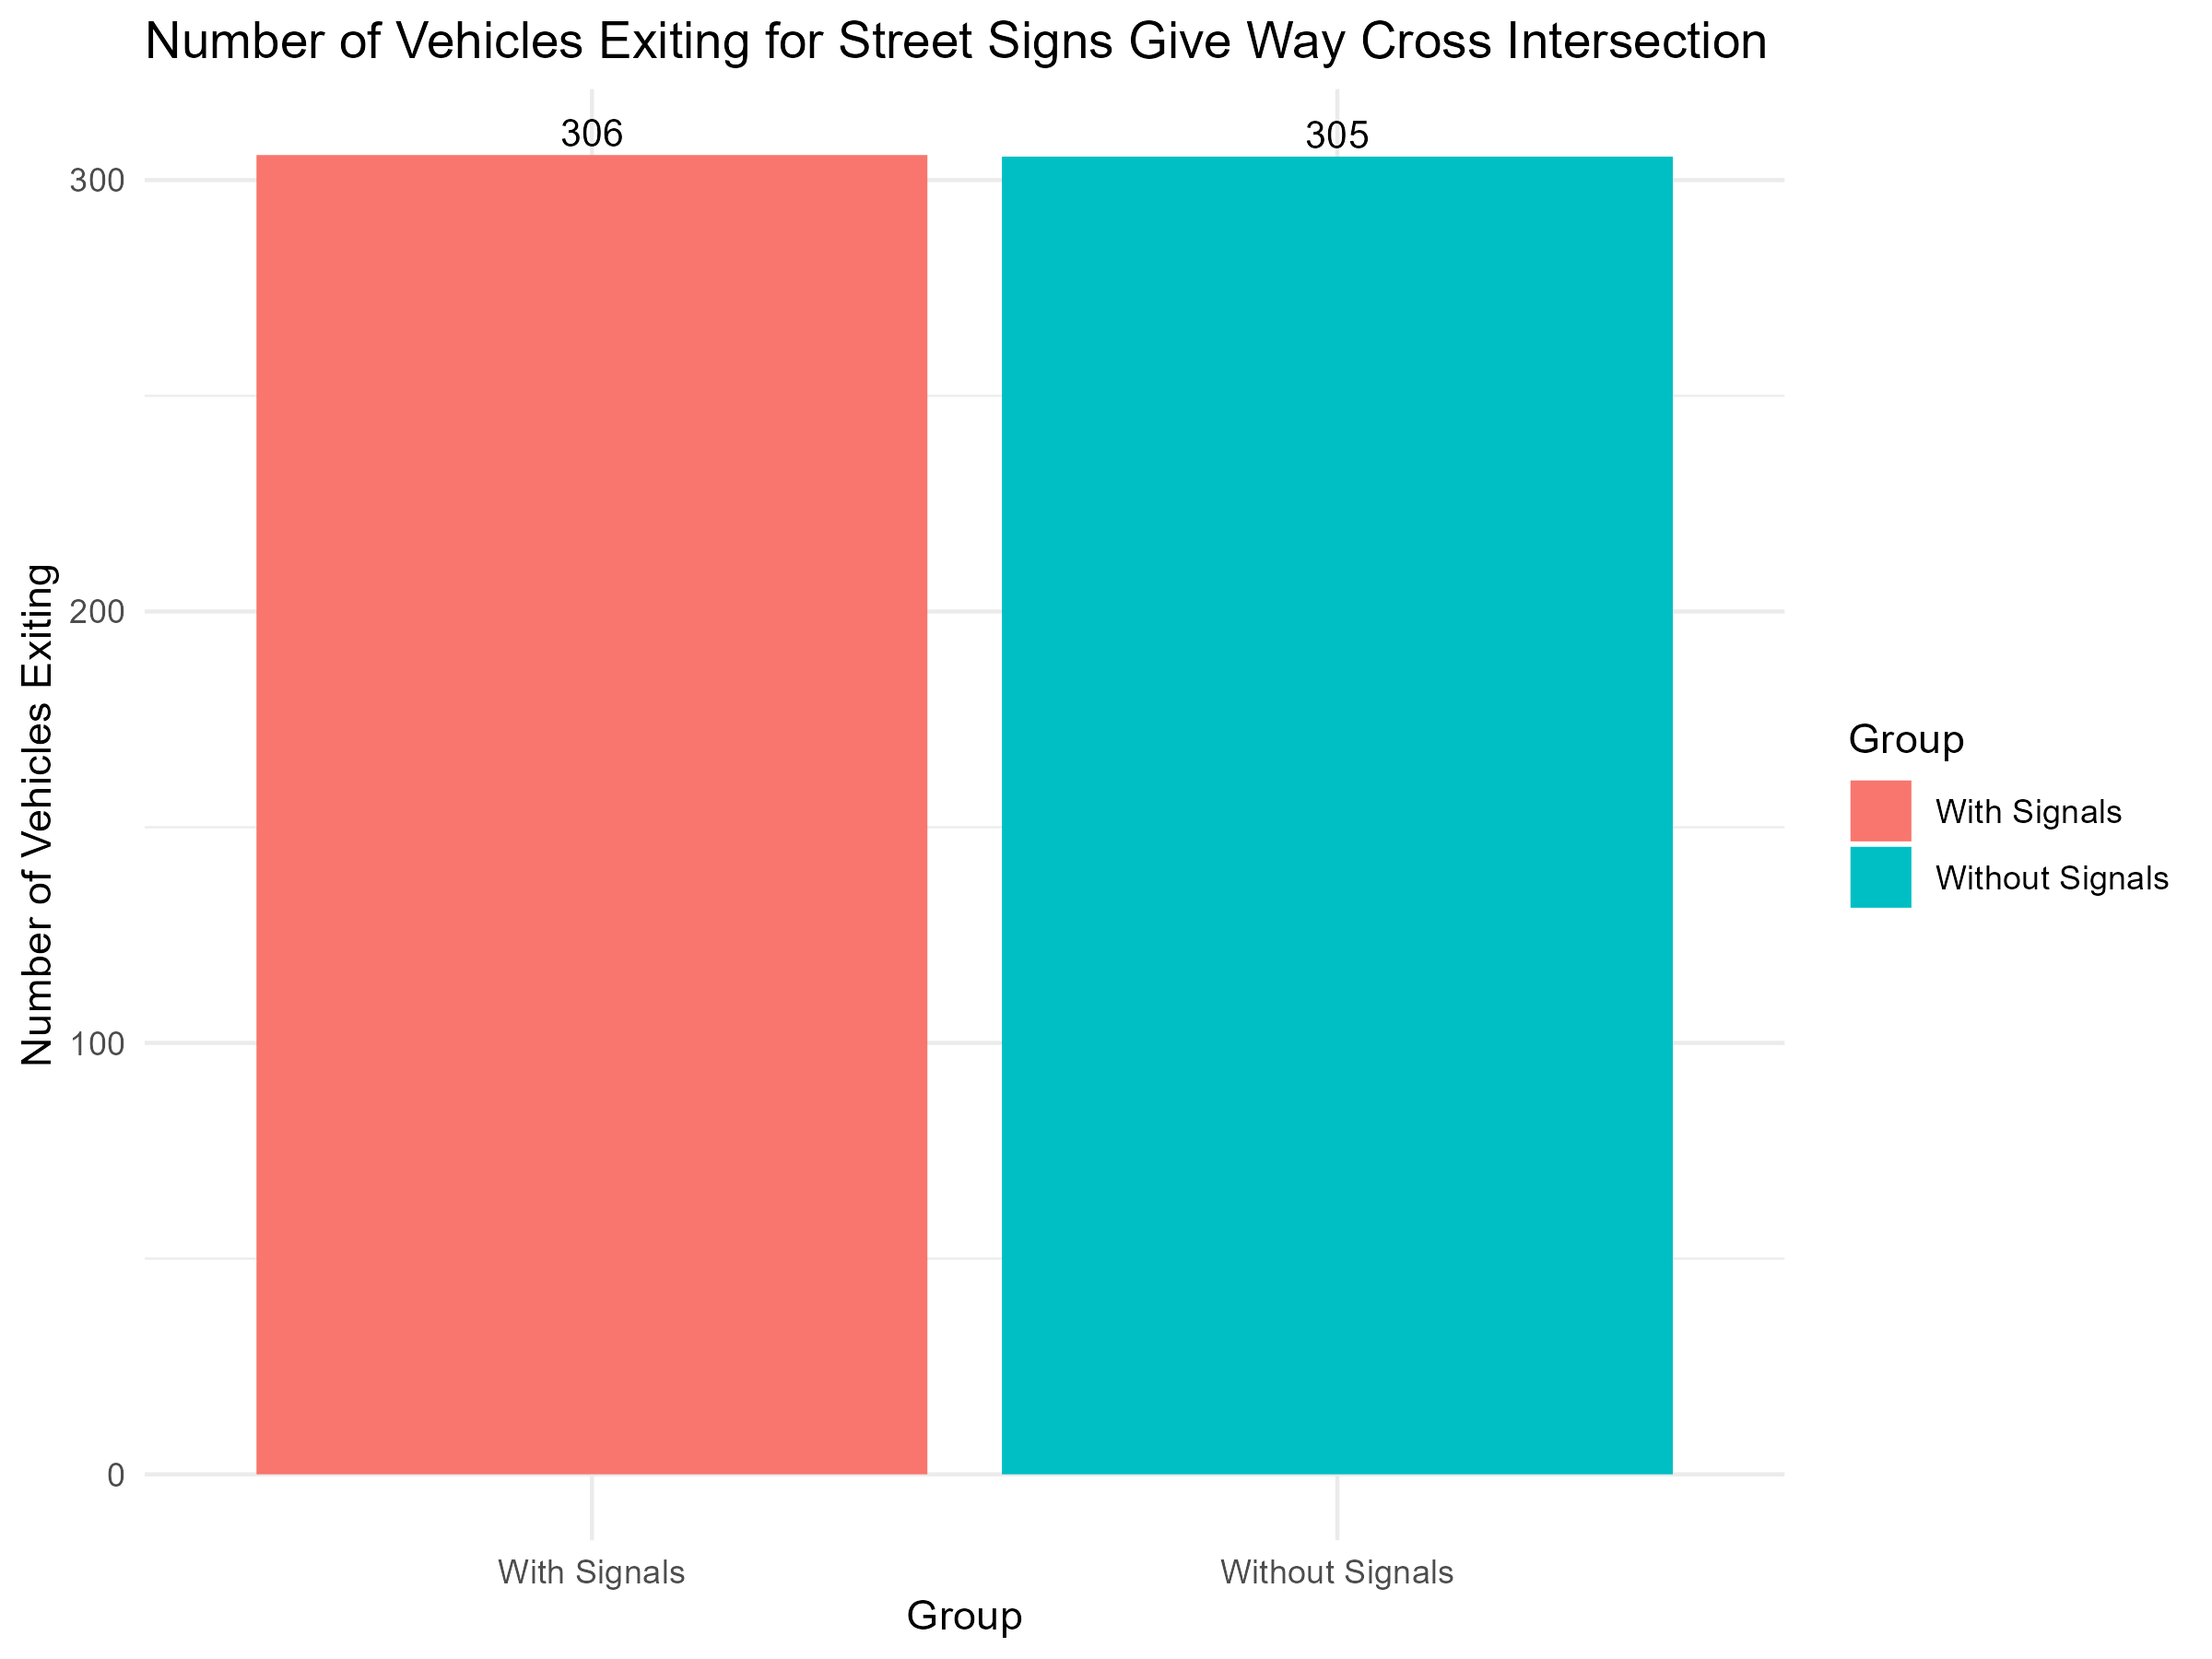 Number of Vehicles Exiting for Street Signs Give Way Cross Intersection
306
305
300
200
100
0
Number of Vehicles Exiting
With Signals
Without Signals
Group
Group
With Signals
Without Signals